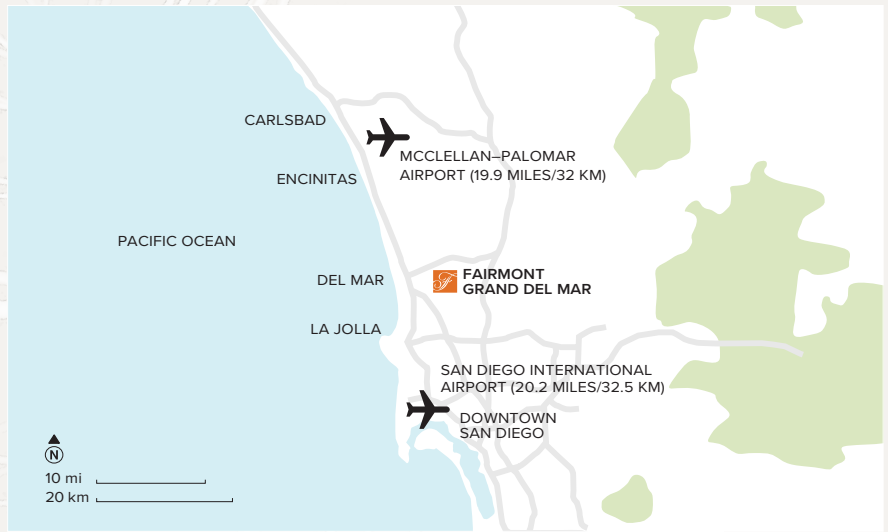 CARLSBAD
MCCLELLAN–PALOMAR
AIRPORT (19.9 MILES/32 KM)
ENCINITAS
PACIFIC OCEAN
DEL MAR
FAIRMONT
GRAND DEL MAR
LA JOLLA
SAN DIEGO INTERNATIONAL
AIRPORT (20.2 MILES/32.5 KM)
DOWNTOWN
SAN DIEGO
N
10 mi
20 km